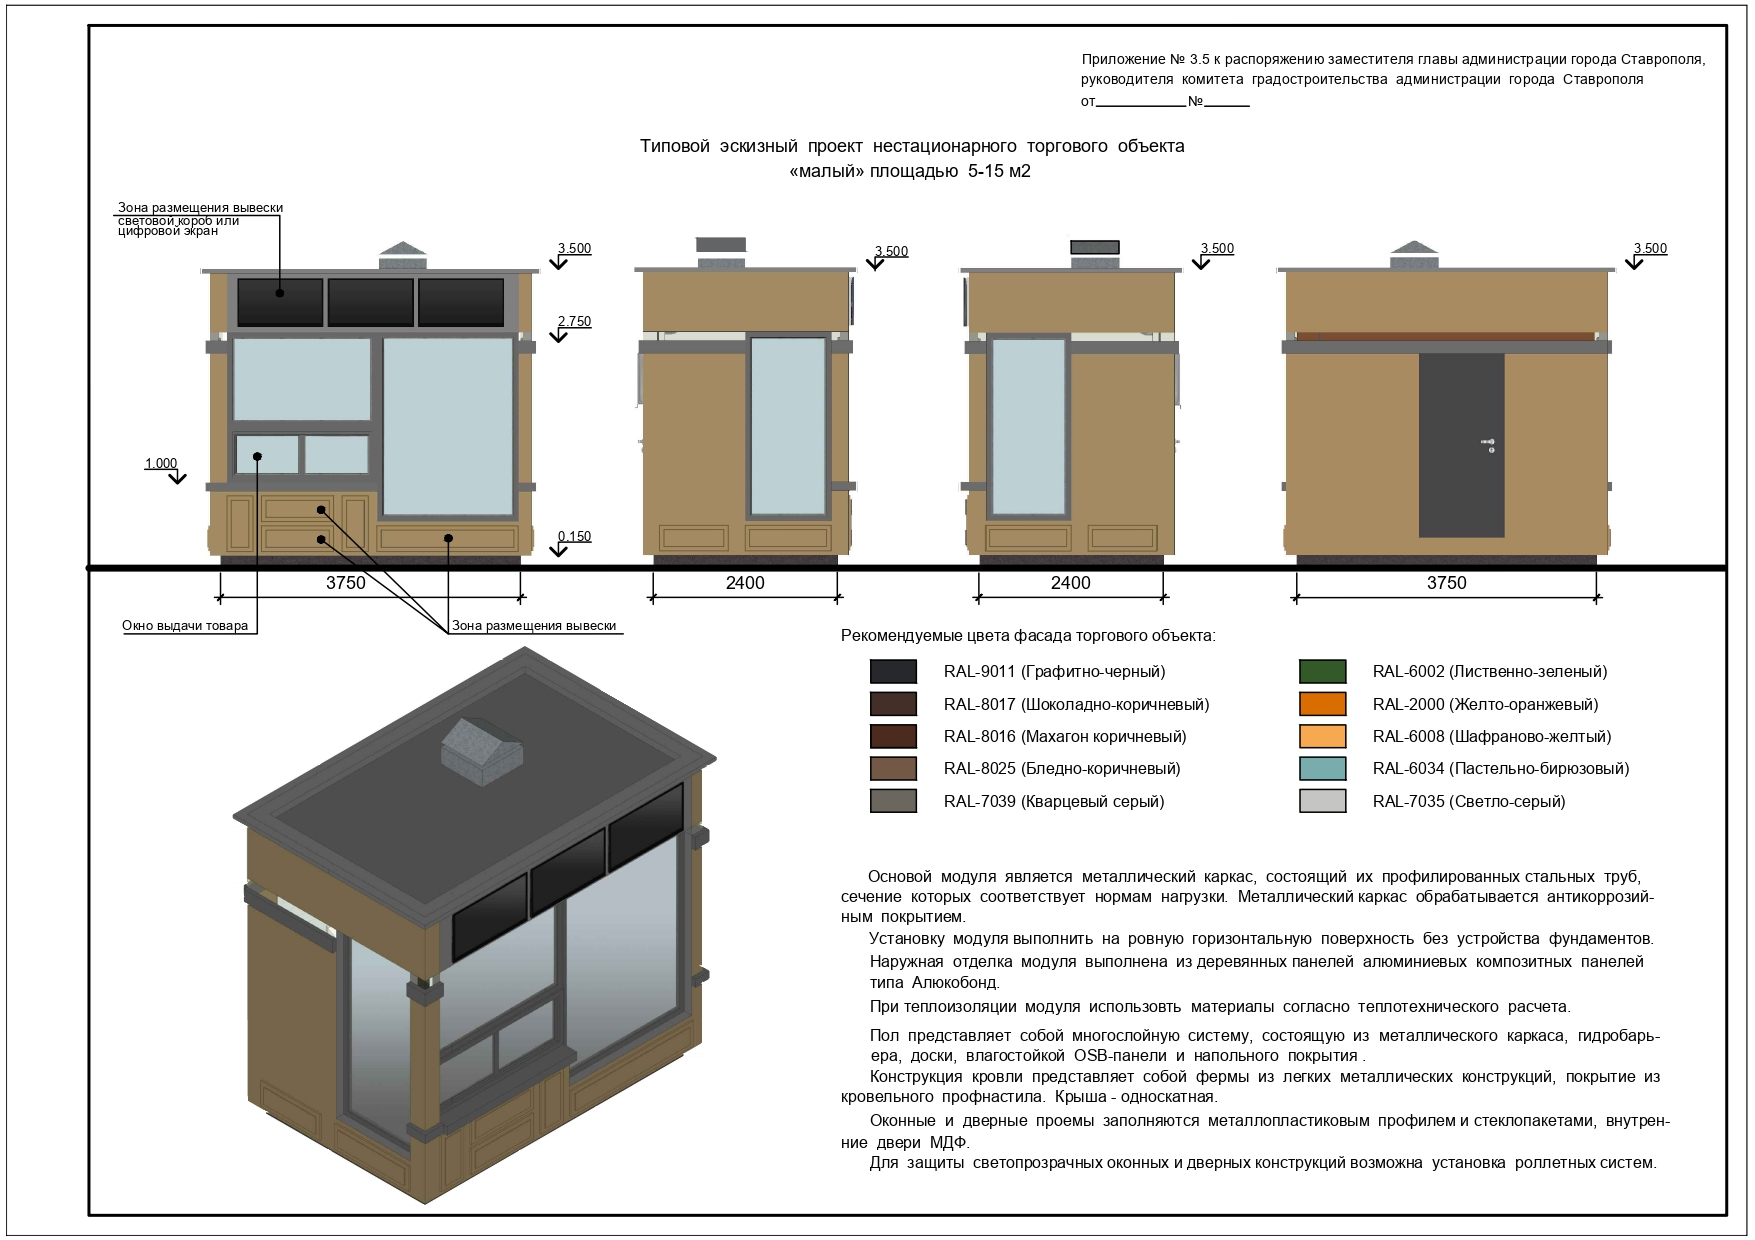 Приложение № 3.5 к распоряжению заместителя главы администрации города Ставрополя,
руководителя комитета градостроительства администрации города Ставрополя
от №
Типовой эскизный проект нестационарного торгового объекта
«малый» площадью 5-15 м2
Зона размещения вывески
световой короб или
цифровой экран
3.500
3.500
3.500
3.500
2.750
1.000
0.150
3750
2400
2400
3750
Окно выдачи товара
Зона размещения вывески
Рекомендуемые цвета фасада торгового объекта:
RAL-9011 (Графитно-черный)
RAL-8017 (Шоколадно-коричневый)
RAL-8016 (Махагон коричневый)
RAL-8025 (Бледно-коричневый)
RAL-7039 (Кварцевый серый)
RAL-6002 (Лиственно-зеленый)
RAL-2000 (Желто-оранжевый)
RAL-6008 (Шафраново-желтый)
RAL-6034 (Пастельно-бирюзовый)
RAL-7035 (Светло-серый)
Основой модуля является металлический каркас, состоящий их профилированных стальных труб,
сечение которых соответствует нормам нагрузки. Металлический каркас обрабатывается антикоррозий-
ным покрытием.
Установку модуля выполнить на ровную горизонтальную поверхность без устройства фундаментов.
Наружная отделка модуля выполнена из деревянных панелей алюминиевых композитных панелей
типа Алюкобонд.
При теплоизоляции модуля использовть материалы согласно теплотехнического расчета.
Пол представляет собой многослойную систему, состоящую из металлического каркаса, гидробарь-
ера, доски, влагостойкой OSB-панели и напольного покрытия .
Конструкция кровли представляет собой фермы из легких металлических конструкций, покрытие из
кровельного профнастила. Крыша - односкатная.
Оконные и дверные проемы заполняются металлопластиковым профилем и стеклопакетами, внутрен-
ние двери МДФ.
Для защиты светопрозрачных оконных и дверных конструкций возможна установка роллетных систем.